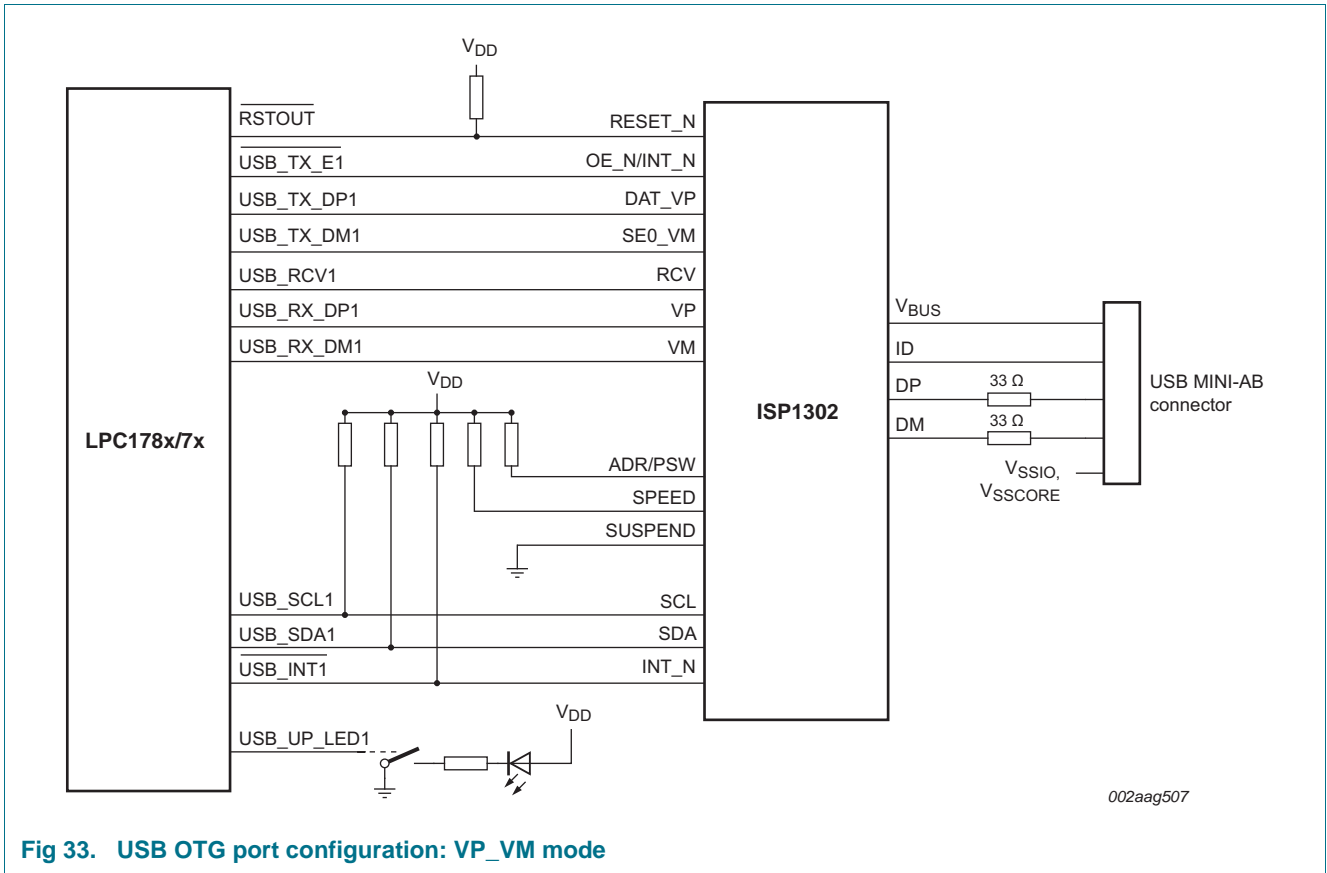 VDD
RSTOUT
RESET_N
USB_TX_E1
OE_N/INT_N
USB_TX_DP1
DAT_VP
USB_TX_DM1
SE0_VM
USB_RCV1
RCV
USB_RX_DP1
VP
USB_RX_DM1
VM
VBUS
ID
DP
33 Ω
DM
33 Ω
VSSIO,
VSSCORE
USB MINI-AB
connector
LPC178x/7x
ISP1302
VDD
ADR/PSW
SPEED
SUSPEND
USB_SCL1
SCL
USB_SDA1
SDA
USB_INT1
INT_N
VDD
USB_UP_LED1
002aag507
Fig 33. USB OTG port configuration: VP_VM mode